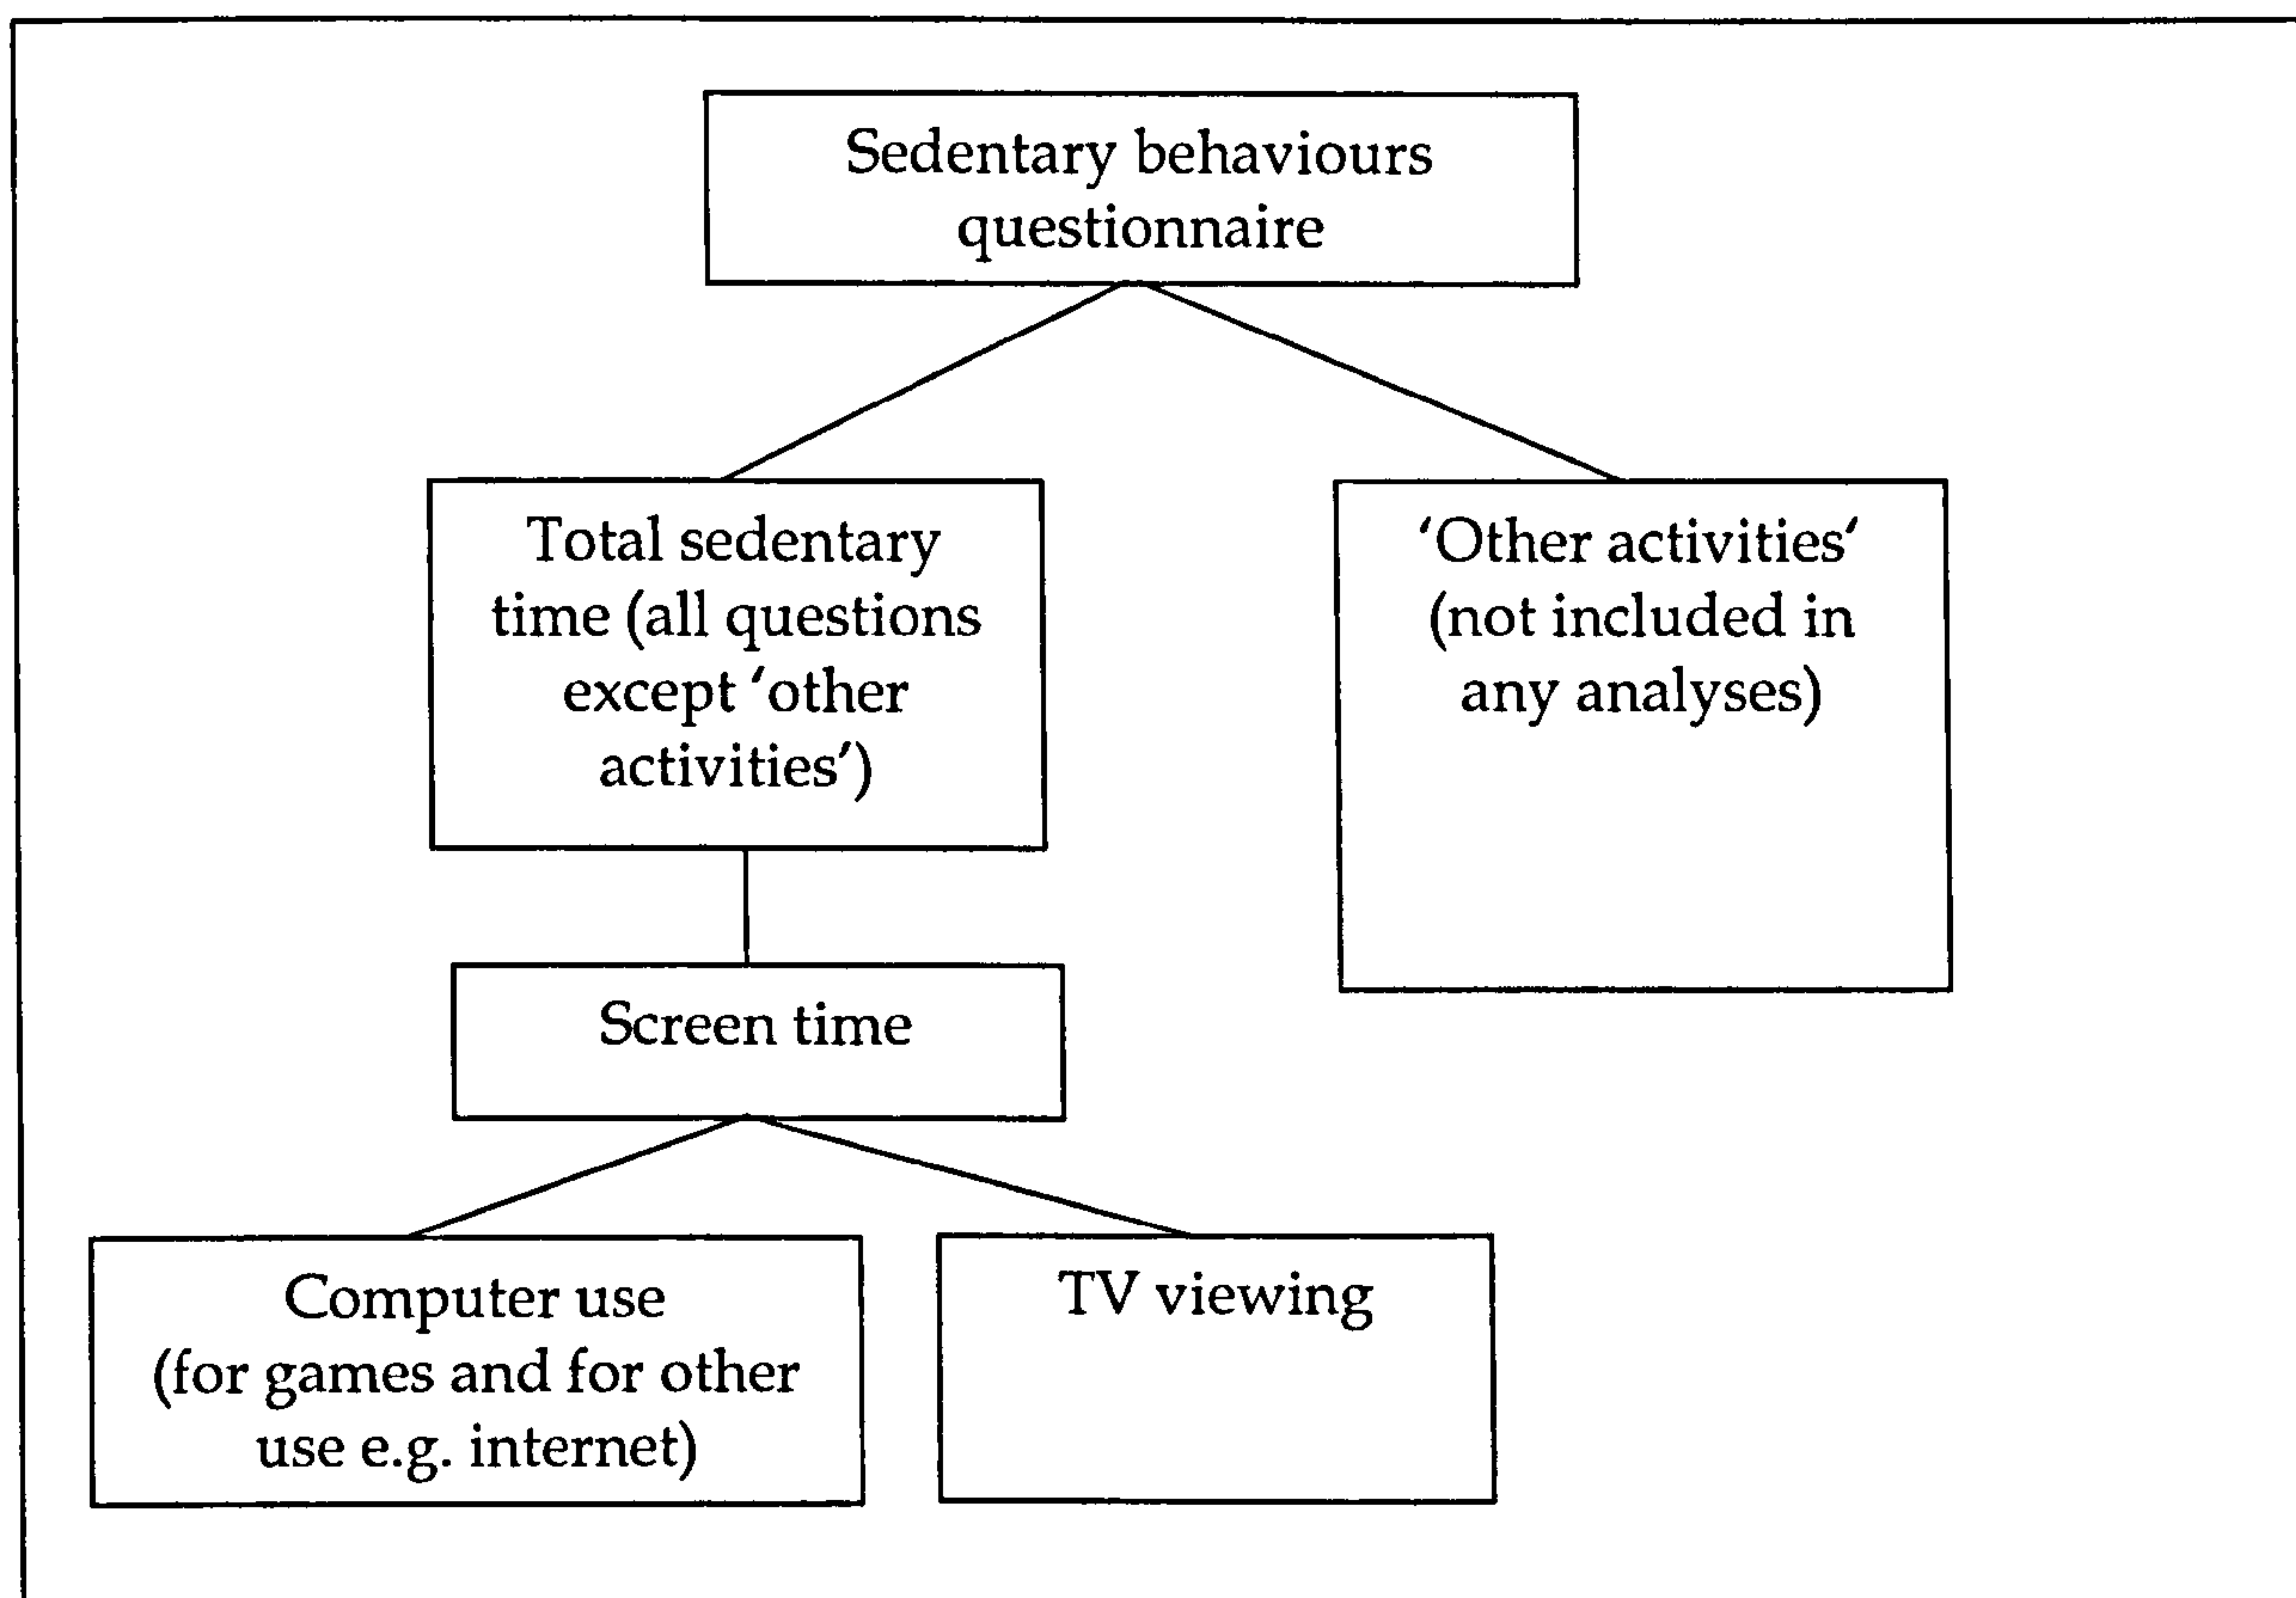 Sedentary behaviours
questionnaire
Total sedentary
time (all questions
except ‘other
activities’)
‘Other activities‘
(not included in
any analyses)
Screen time
Computer use
(for games and for other
use e.g. internet)
TV viewing